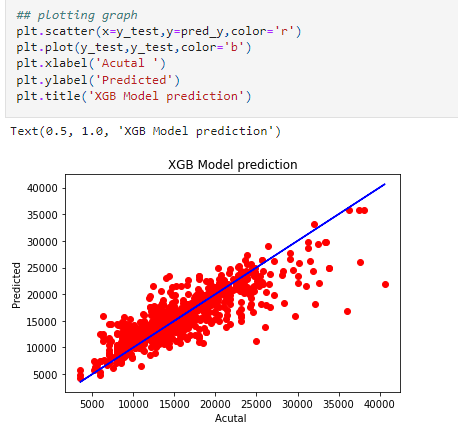 ## plotting graph
plt.scatter(x=y_test,y=pred_y,color='r')
plt.plot(y_test,y_test,color='b')
plt.xlabel('Acutal ')
plt.ylabel('Predicted')
plt.title('XGB Model prediction')
Text(0.5, 1.0, 'XGB Model prediction')
XGB Model prediction
40000
35000
30000
25000
20000
15000
10000
5000
Predicted
5000 10000 15000 20000 25000 30000 35000 40000
Acutal